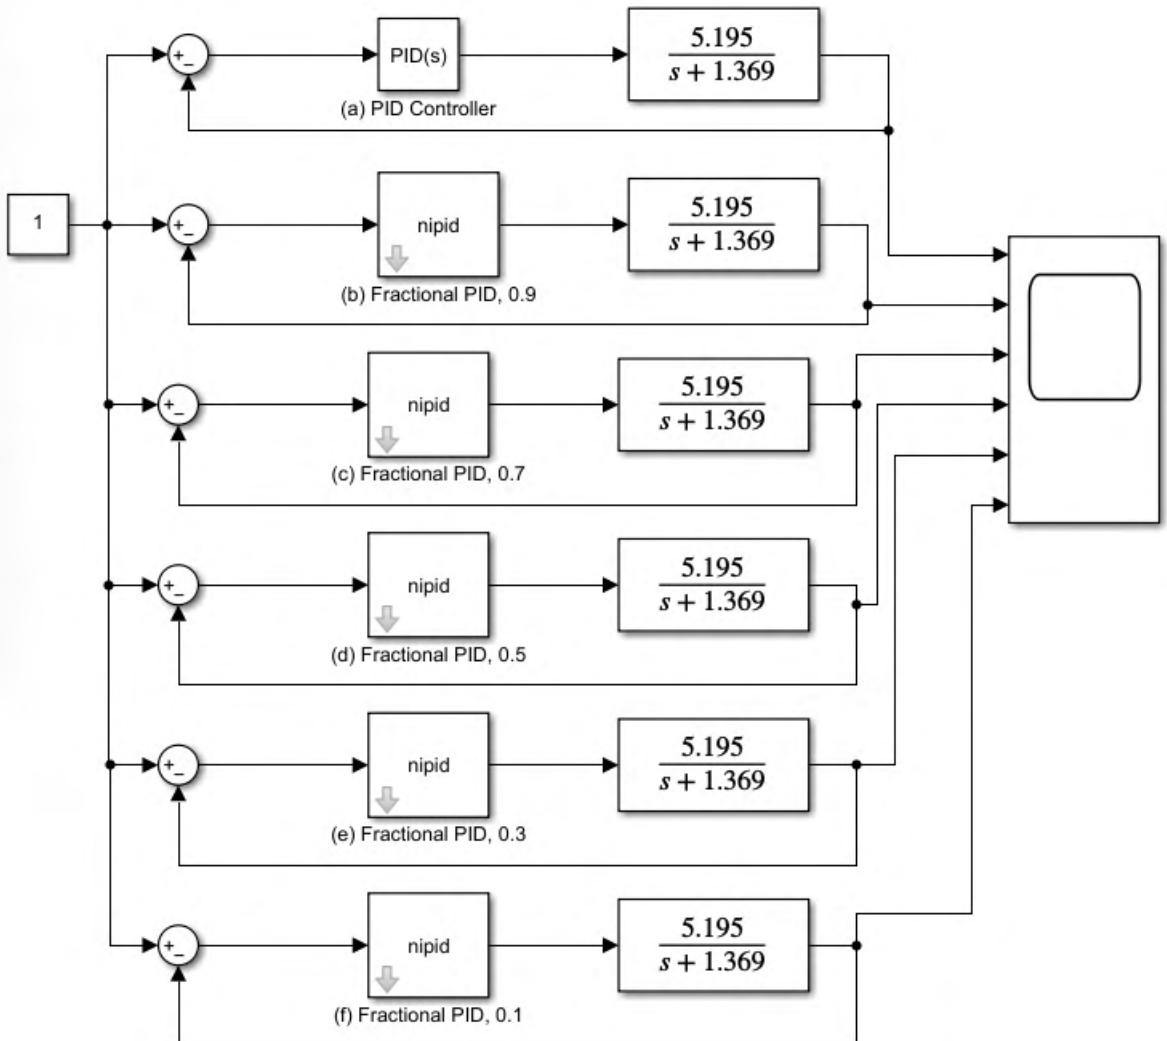 +
−
PID(s)
5.195
s + 1.369
(a) PID Controller
1
+
−
nipid
5.195
s + 1.369
(b) Fractional PID, 0.9
+
−
nipid
5.195
s + 1.369
(c) Fractional PID, 0.7
+
−
nipid
5.195
s + 1.369
(d) Fractional PID, 0.5
+
−
nipid
5.195
s + 1.369
(e) Fractional PID, 0.3
+
−
nipid
5.195
s + 1.369
(f) Fractional PID, 0.1